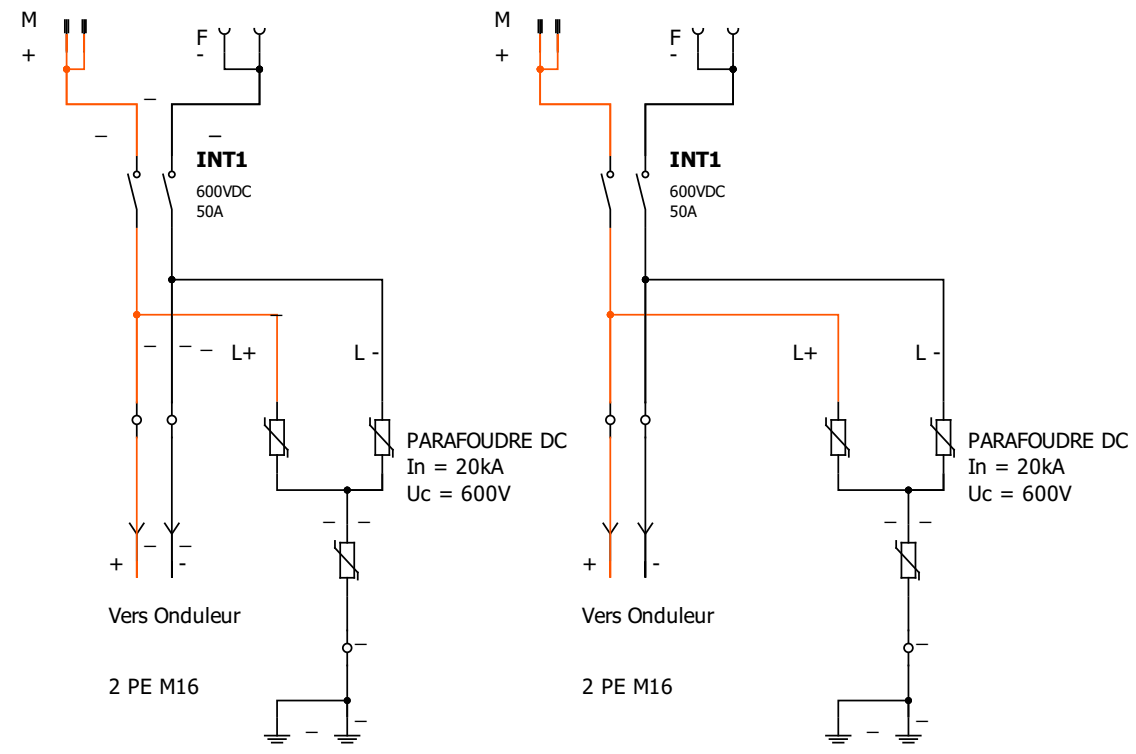 M
+
F
-
INT1
600VDC
50A
L+
L -
PARAFOUDRE DC
In = 20kA
Uc = 600V
+
-
Vers Onduleur
2 PE M16
M
+
F
-
INT1
600VDC
50A
L+
L -
PARAFOUDRE DC
In = 20kA
Uc = 600V
+
-
Vers Onduleur
2 PE M16